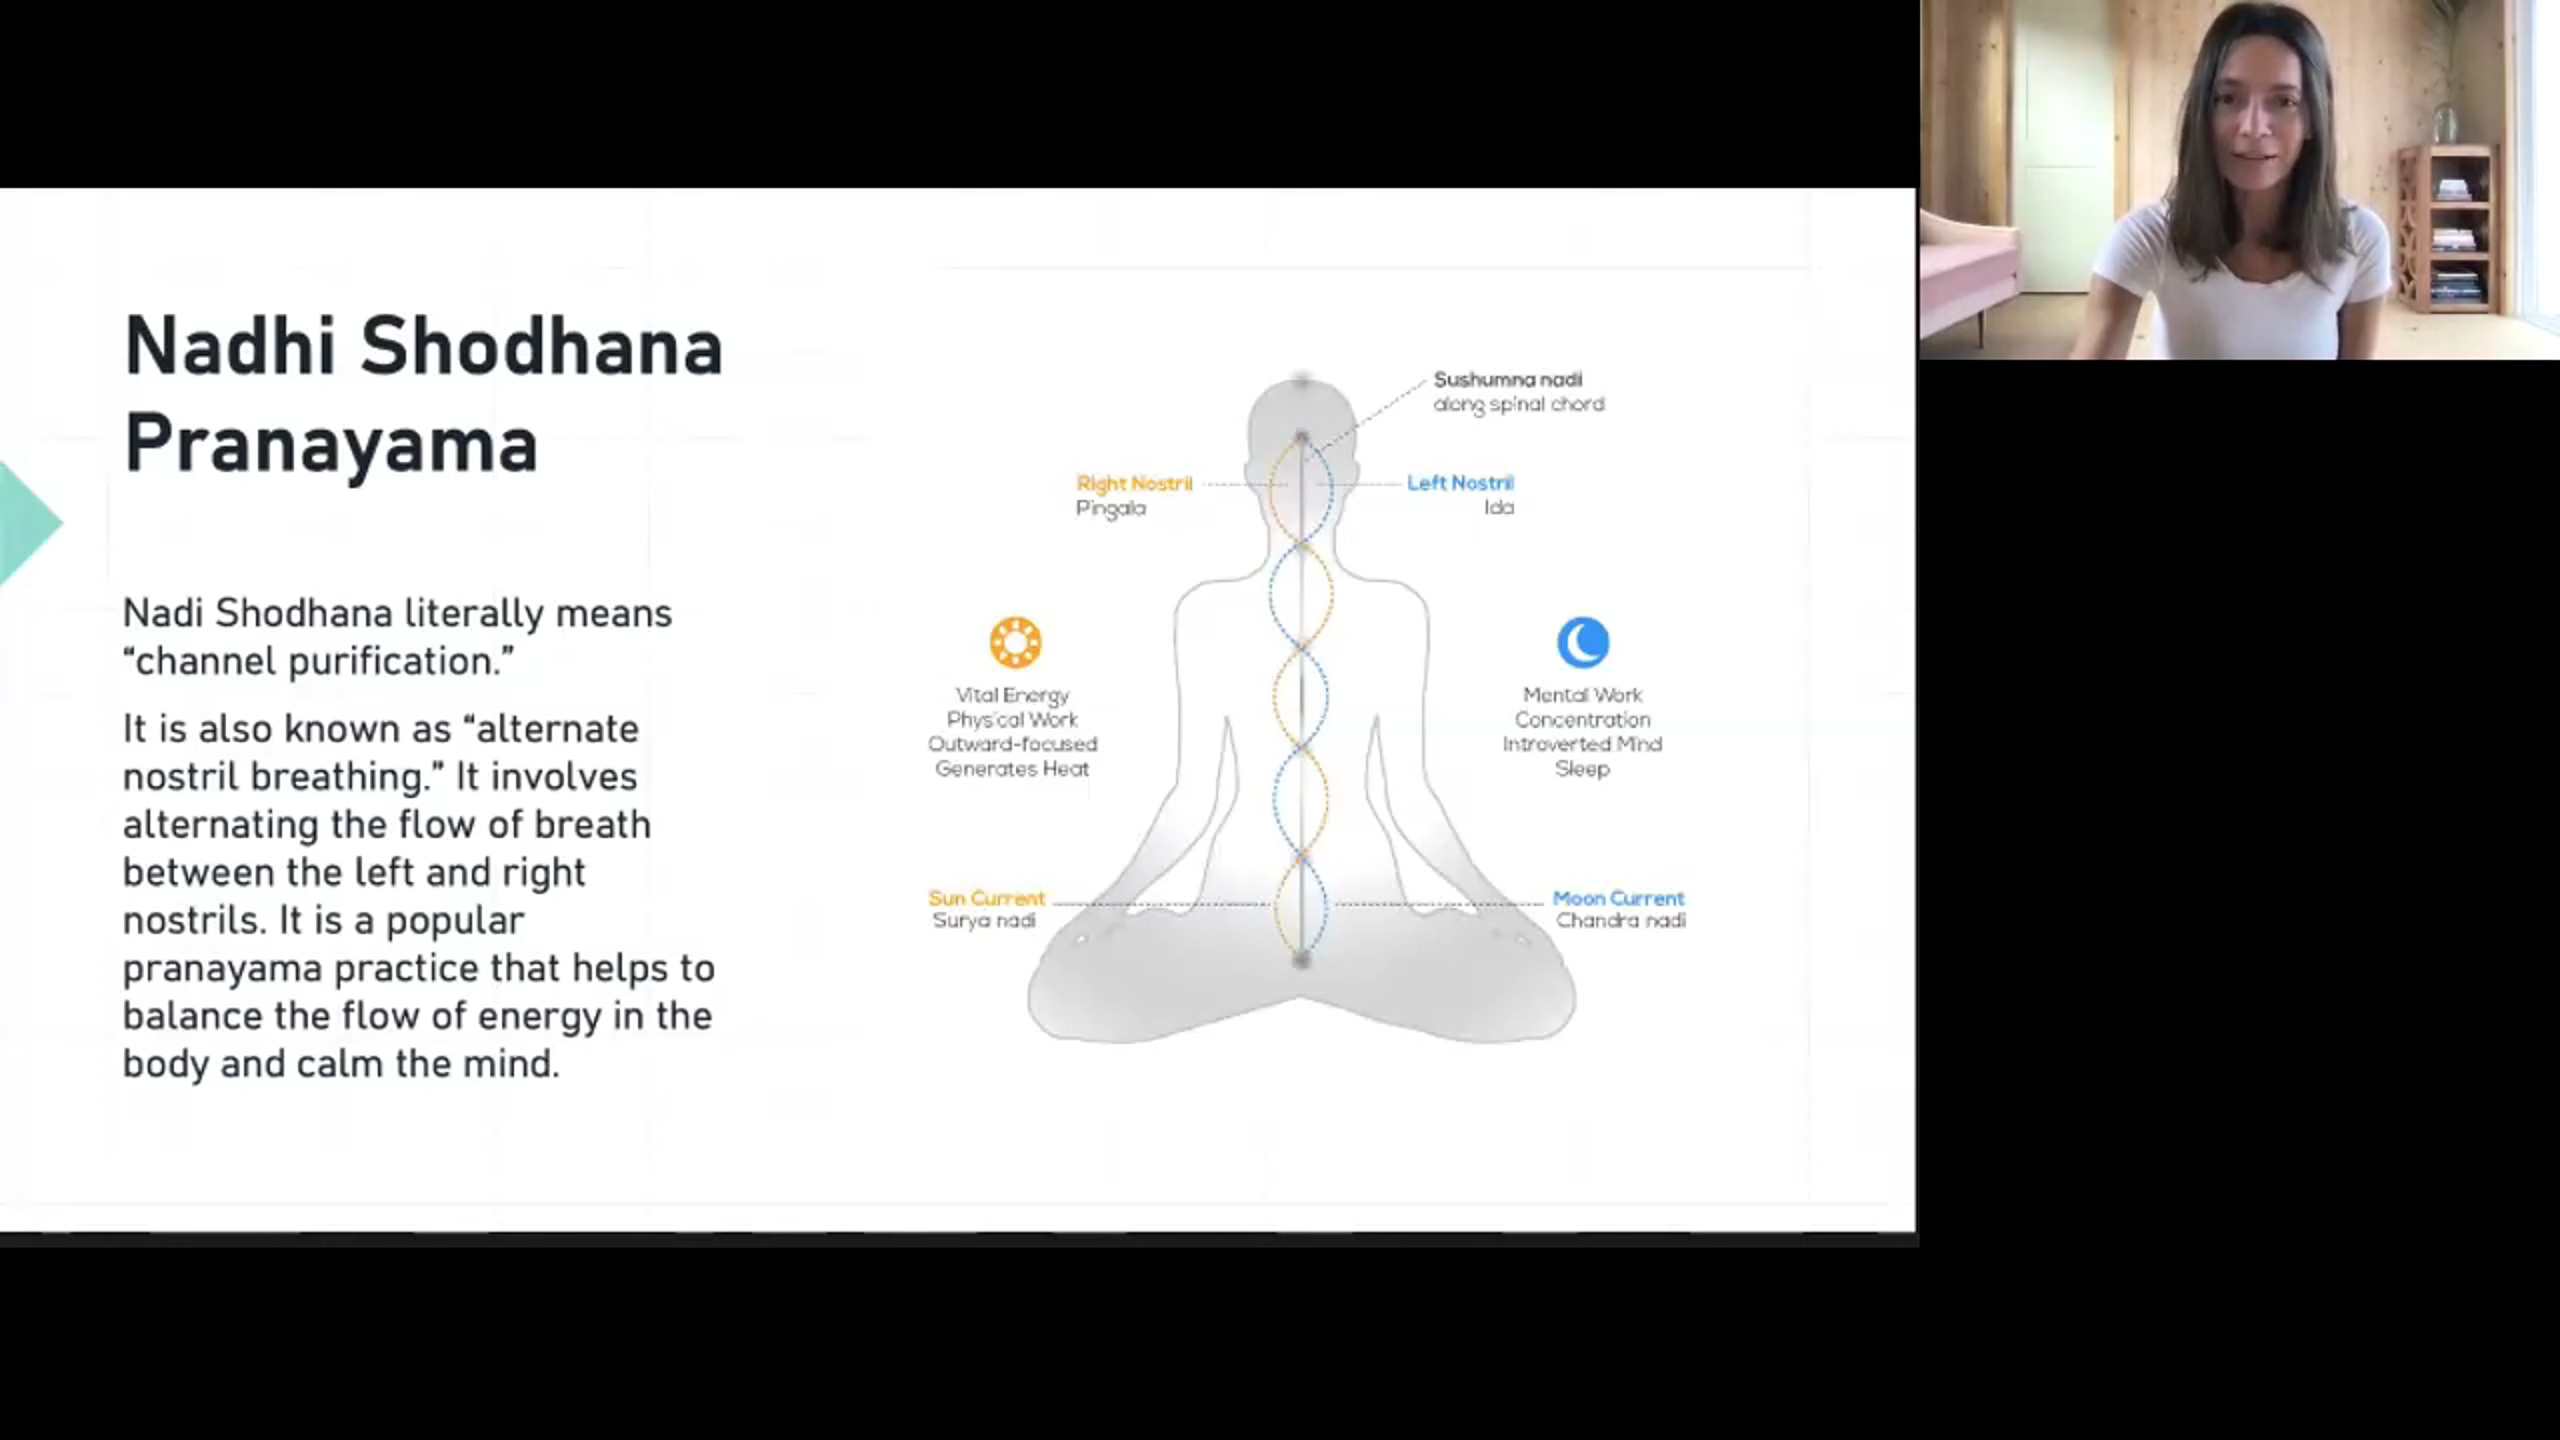 Nadhi Shodhana
Pranayama
Nadi Shodhana literally means
“channel purification.”
It is also known as “alternate
nostril breathing.” It involves
alternating the flow of breath
between the left and right
nostrils. It is a popular
pranayama practice that helps to
balance the flow of energy in the
body and calm the mind.
Sushumna nadi
along spinal chord
Right Nostril
Pingala
Left Nostril
Ida
Vital Energy
Physical Work
Outward-focused
Generates Heat
Mental Work
Concentration
Introverted Mind
Sleep
Sun Current
Surya nadi
Moon Current
Chandra nadi